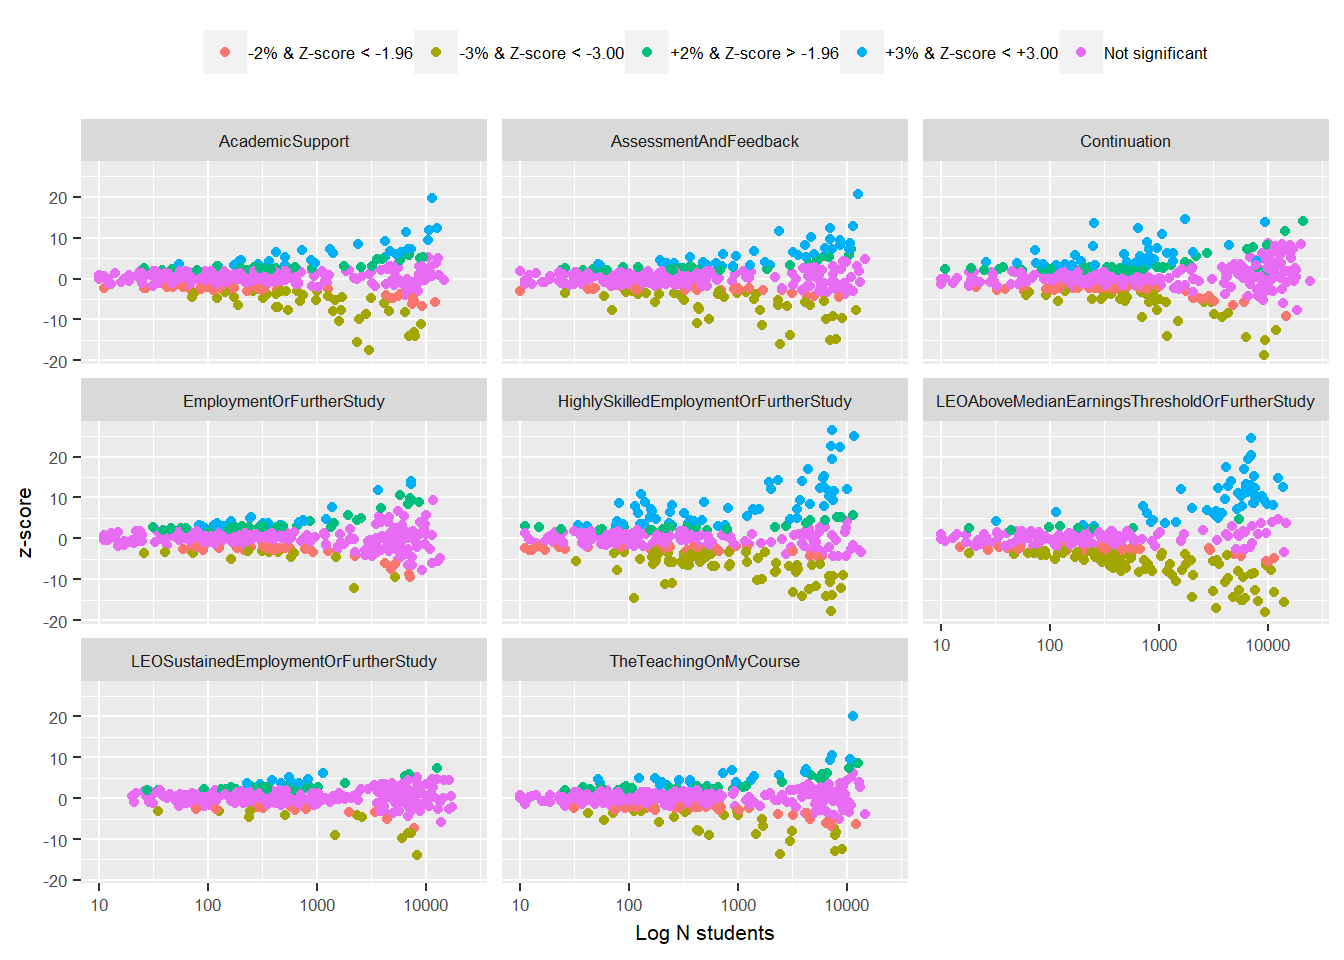 -2% & Z-score < -1.96 -3% & Z-score < -3.00 +2% & Z-score > -1.96 +3% & Z-score < +3.00 Not significant
AcademicSupport AssessmentAndFeedback Continuation
20
10
0
-10
-20
EmploymentOrFurtherStudy HighlySkilledEmploymentOrFurtherStudy LEOAboveMedianEarningsThresholdOrFurtherStudy
20
10
0
-10
-20
10 100 1000 10000
z-score
LEOSustainedEmploymentOrFurtherStudy TheTeachingOnMyCourse
20
10
0
-10
-20
10 100 1000 10000 10 100 1000 10000
Log N students